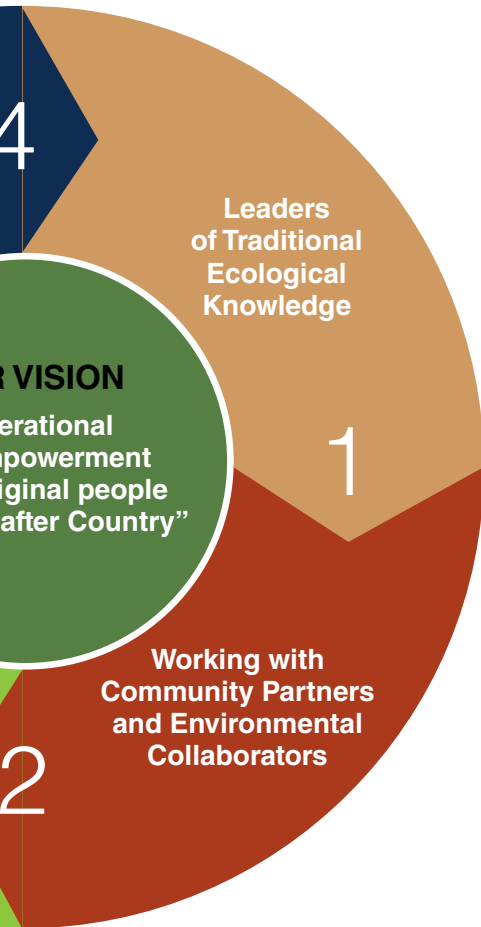 4
Leaders
of Traditional
Ecological
Knowledge
1
R VISION
erational
powerment
iginal people
after Country”
Working with
Community Partners
and Environmental
Collaborators
2